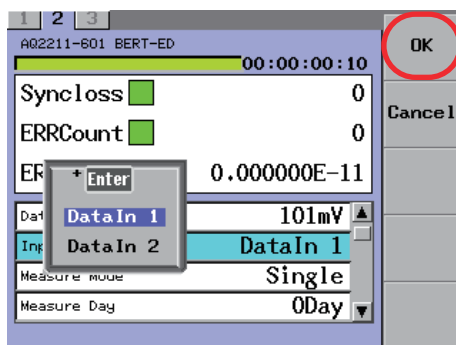 1 2 3
AQ2211-601 BERT-ED
00:00:00:10
OK
Syncloss 0
Cancel
ERRCount 0
ER 0.000000E-11
+ Enter
Dat 101mV
DataIn 1
Inp DataIn 1
DataIn 2
Measure Mode Single
Measure Day 0Day